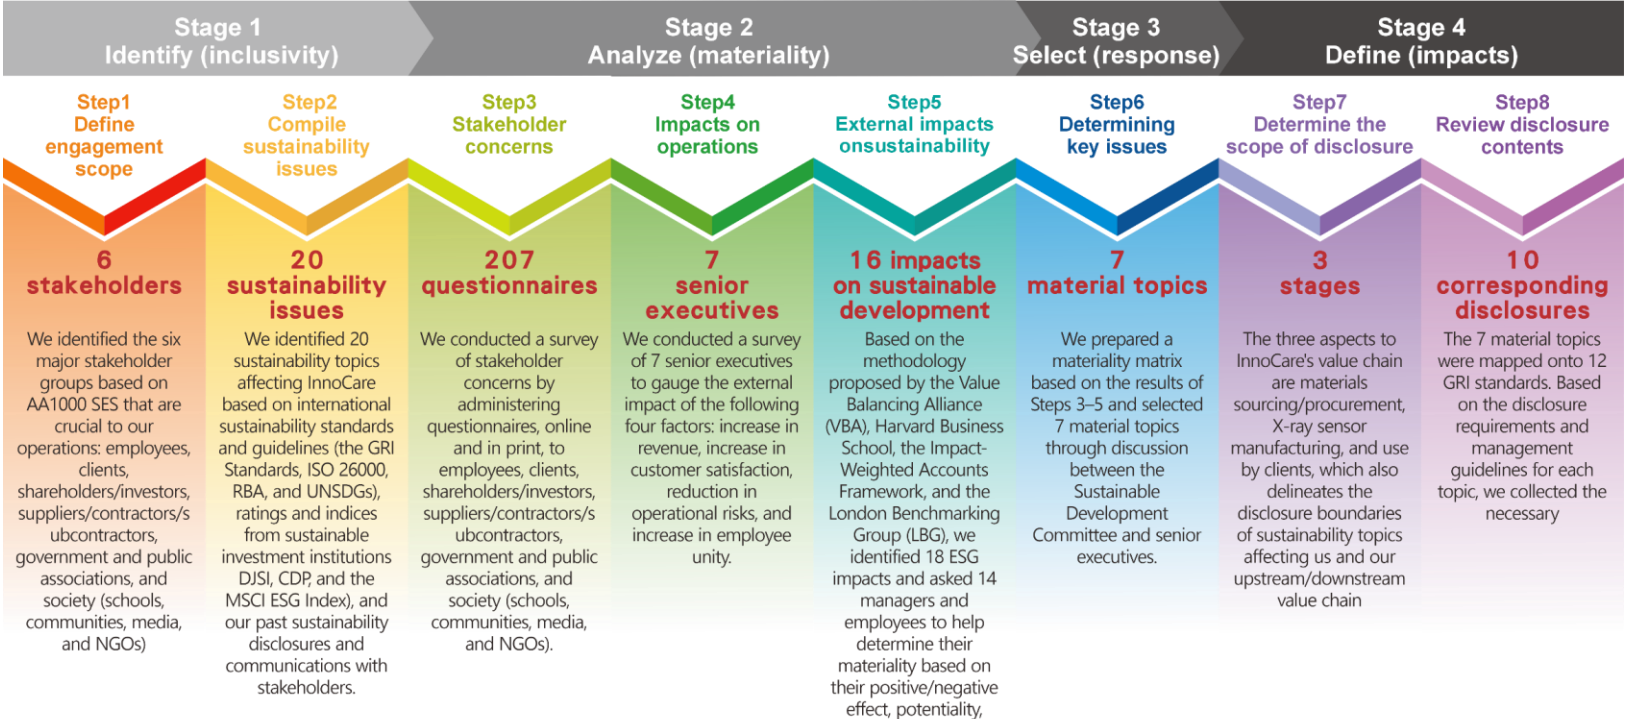 Stage 1
Identify (inclusivity)
Stage 2
Analyze (materiality)
Stage 3
Select (response)
Stage 4
Define (impacts)
Step1
Define
engagement
scope
6
stakeholders
We identified the six
major stakeholder
groups based on
AA1000 SES that are
crucial to our
operations: employees,
clients,
shareholders/investors,
suppliers/contractors/s
ubcontractors,
government and public
associations, and
society (schools,
communities, media,
and NGOs)
Step2
Compile
sustainability
issues
20
sustainability
issues
We identified 20
sustainability topics
affecting InnoCare
based on international
sustainability standards
and guidelines (the GRI
Standards, ISO 26000,
RBA, and UNSDGs),
ratings and indices
from sustainable
investment institutions
DJSI, CDP, and the
MSCI ESG Index), and
our past sustainability
disclosures and
communications with
stakeholders.
Step3
Stakeholder
concerns
207
questionnaires
We conducted a survey
of stakeholder
concerns by
administering
questionnaires, online
and in print, to
employees, clients,
shareholders/investors,
suppliers/contractors/s
ubcontractors,
government and public
associations, and
society (schools,
communities, media,
and NGOs).
Step4
Impacts on
operations
7
senior
executives
We conducted a survey
of 7 senior executives
to gauge the external
impact of the following
four factors: increase in
revenue, increase in
customer satisfaction,
reduction in
operational risks, and
increase in employee
unity.
Step5
External impacts
onsustainability
16 impacts
on sustainable
development
Based on the
methodology
proposed by the Value
Balancing Alliance
(VBA), Harvard Business
School, the Impact-
Weighted Accounts
Framework, and the
London Benchmarking
Group (LBG), we
identified 18 ESG
impacts and asked 14
managers and
employees to help
determine their
materiality based on
their positive/negative
effect, potentiality,
Step6
Determining
key issues
7
material topics
We prepared a
materiality matrix
based on the results of
Steps 3–5 and selected
7 material topics
through discussion
between the
Sustainable
Development
Committee and senior
executives.
Step7
Determine the
scope of disclosure
3
stages
The three aspects to
InnoCare's value chain
are materials
sourcing/procurement,
X-ray sensor
manufacturing, and use
by clients, which also
delineates the
disclosure boundaries
of sustainability topics
affecting us and our
upstream/downstream
value chain
Step8
Review disclosure
contents
10
corresponding
disclosures
The 7 material topics
were mapped onto 12
GRI standards. Based
on the disclosure
requirements and
management
guidelines for each
topic, we collected the
necessary